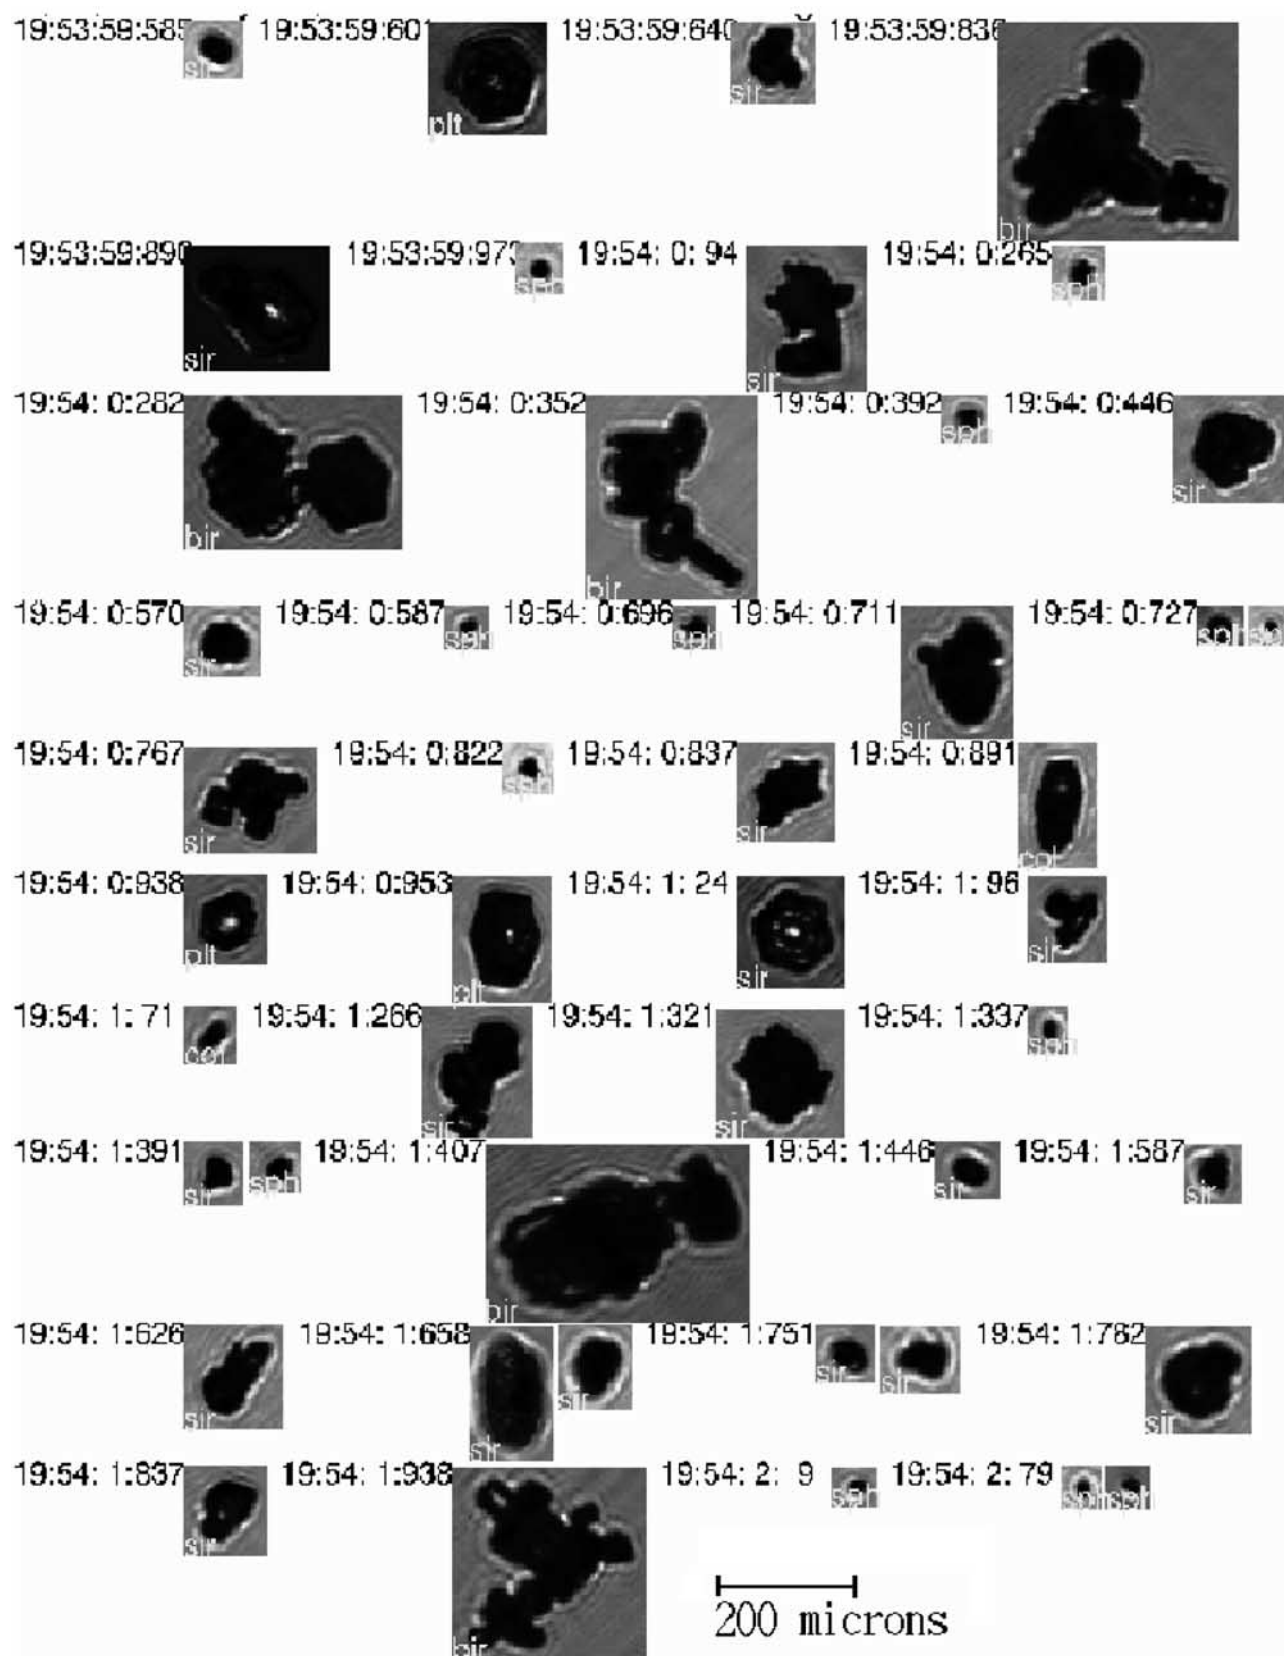 19:53:59:585 19:53:59:601 19:53:59:640 19:53:59:836
sir plt sir bir
19:53:59:890 19:53:59:973 19:54: 0: 94 19:54: 0:265
sir sph sir sph
19:54: 0:282 19:54: 0:352 19:54: 0:392 19:54: 0:446
bir bir sph sir
19:54: 0:570 19:54: 0:587 19:54: 0:696 19:54: 0:711 19:54: 0:727
sir sph sph sir sph
19:54: 0:767 19:54: 0:822 19:54: 0:837 19:54: 0:891
sir sph sir col
19:54: 0:938 19:54: 0:953 19:54: 1: 24 19:54: 1: 96
plt plt sir sir
19:54: 1: 71 19:54: 1:266 19:54: 1:321 19:54: 1:337
col sir sir sph
19:54: 1:391 19:54: 1:407 19:54: 1:446 19:54: 1:587
sir sph bir sir sir
19:54: 1:626 19:54: 1:658 19:54: 1:751 19:54: 1:782
sir sir sir sir sir sir
19:54: 1:837 19:54: 1:938 19:54: 2: 9 19:54: 2: 79
sir bir sph sph sph
200 microns